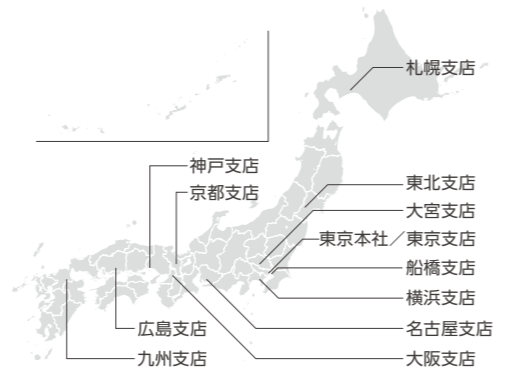 札幌支店
神戸支店
京都支店
東北支店
大宮支店
東京本社／東京支店
船橋支店
横浜支店
広島支店
名古屋支店
九州支店
大阪支店